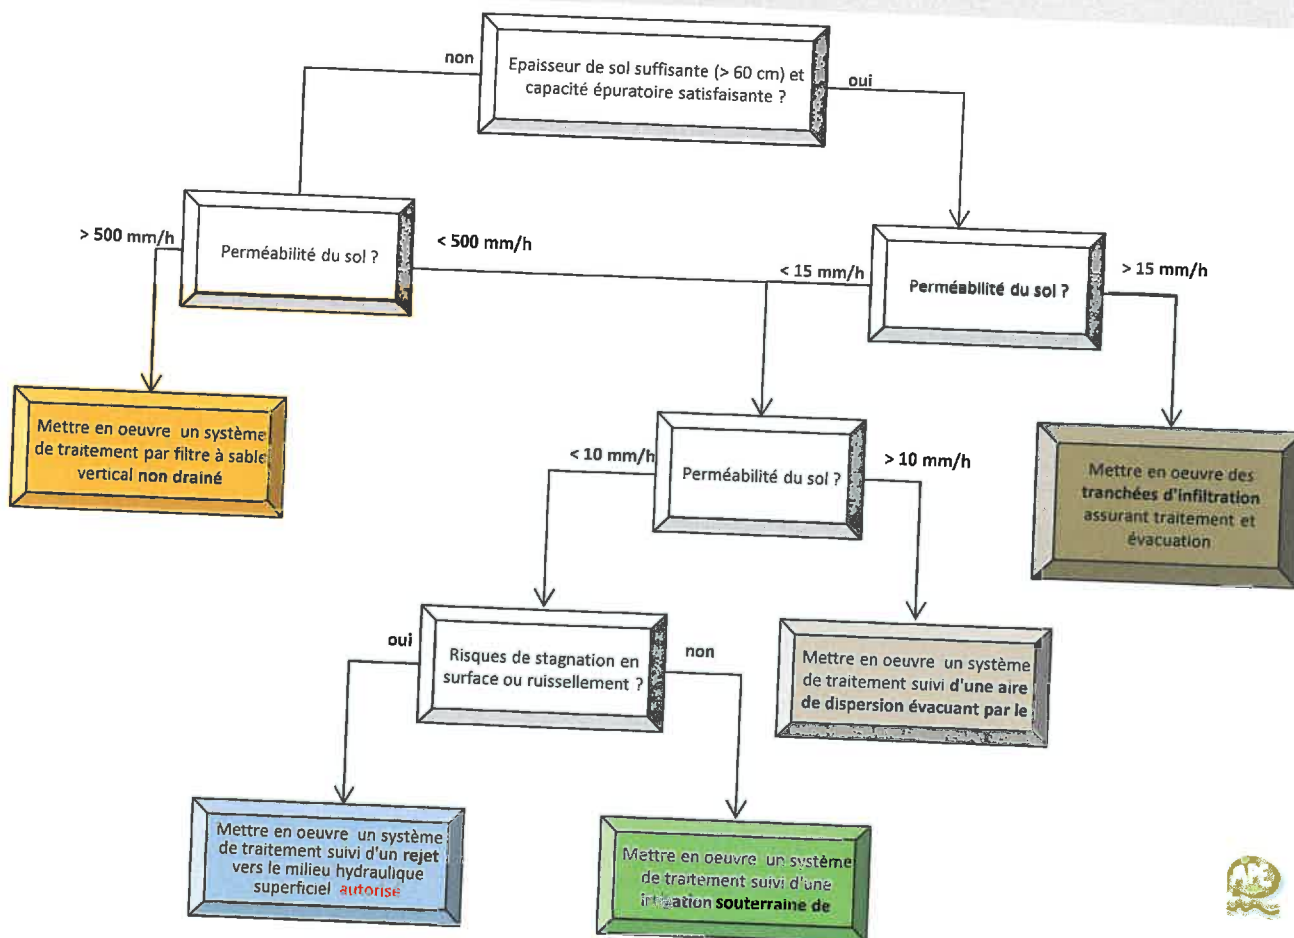 non
Epaisseur de sol suffisante (> 60 cm) et
capacité épuratoire satisfaisante ?
oui
> 500 mm/h
Perméabilité du sol ?
< 500 mm/h
< 15 mm/h
Perméabilité du sol ?
> 15 mm/h
Mettre en oeuvre un système
de traitement par filtre à sable
vertical non drainé
< 10 mm/h
Perméabilité du sol ?
> 10 mm/h
Mettre en oeuvre des
tranchées d'infiltration
assurant traitement et
évacuation
oui
Risques de stagnation en
surface ou ruissellement ?
non
Mettre en oeuvre un système
de traitement suivi d'une aire
de dispersion évacuant par le
Mettre en oeuvre un système
de traitement suivi d'un rejet
vers le milieu hydraulique
superficiel autorisé
Mettre en oeuvre un système
de traitement suivi d'une
irrigation souterraine de
APE